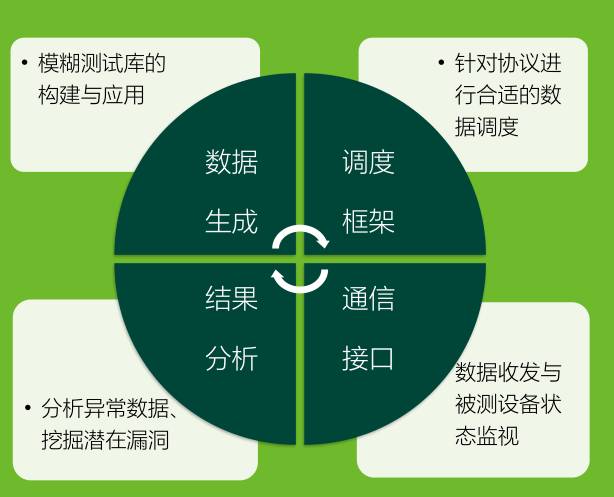 • 模糊测试库的
构建与应用
• 针对协议进
行合适的数
据调度
数据
生成
调度
框架
结果
分析
通信
接口
• 分析异常数据、
挖掘潜在漏洞
数据收发与
被测设备状
态监视